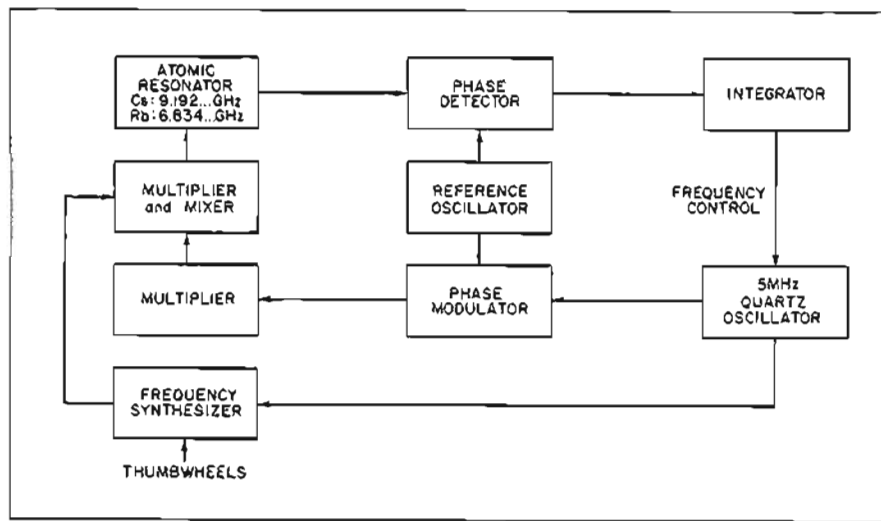 ATOMIC
RESONATOR
Cs: 9.192...GHz
Rb: 6.834...GHz
PHASE
DETECTOR
INTEGRATOR
MULTIPLIER
and MIXER
REFERENCE
OSCILLATOR
FREQUENCY
CONTROL
MULTIPLIER
PHASE
MODULATOR
5MHz
QUARTZ
OSCILLATOR
FREQUENCY
SYNTHESIZER
THUMBWHEELS